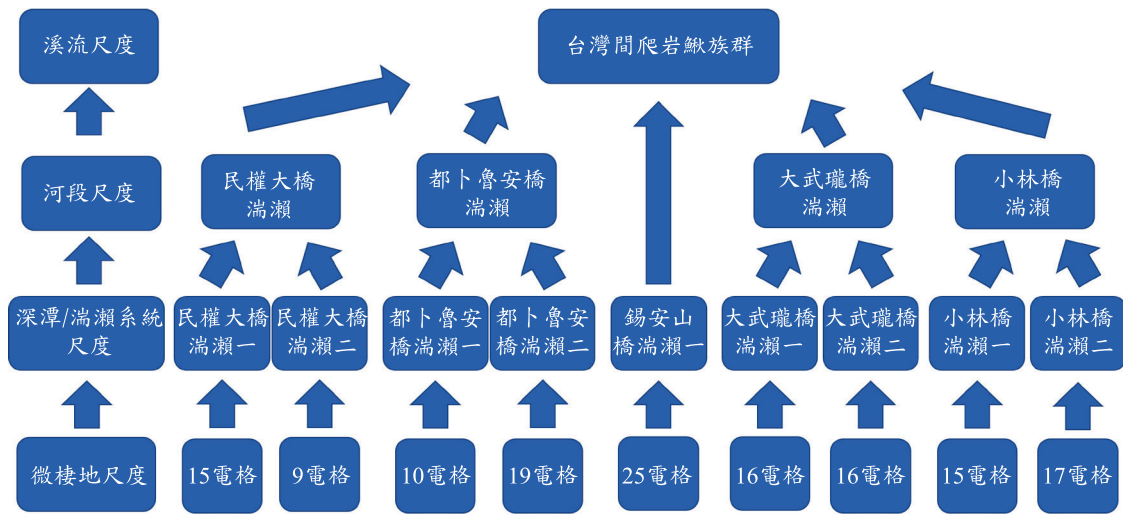 溪流尺度
台灣間爬岩鰍族群
河段尺度
民權大橋
湍瀨
都卜魯安橋
湍瀨
大武瓏橋
湍瀨
小林橋
湍瀨
深潭/湍瀨系統
尺度
民權大橋
湍瀨一
民權大橋
湍瀨二
都卜魯安
橋湍瀨一
都卜魯安
橋湍瀨二
錫安山
橋湍瀨一
大武瓏橋
湍瀨一
大武瓏橋
湍瀨二
小林橋
湍瀨一
小林橋
湍瀨二
微棲地尺度
15電格
9電格
10電格
19電格
25電格
16電格
16電格
15電格
17電格